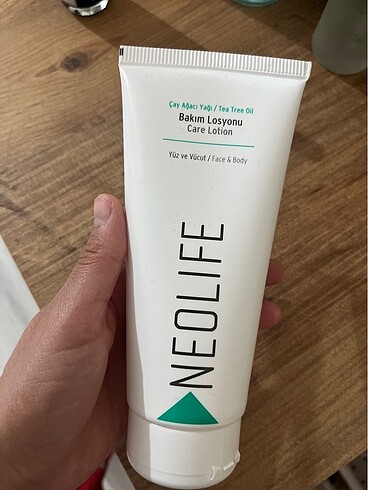 Çay Ağacı Yağı / Tea Tree Oil
Bakım Losyonu
Care Lotion
Yüz ve Vücut / Face & Body
NEOLIFE